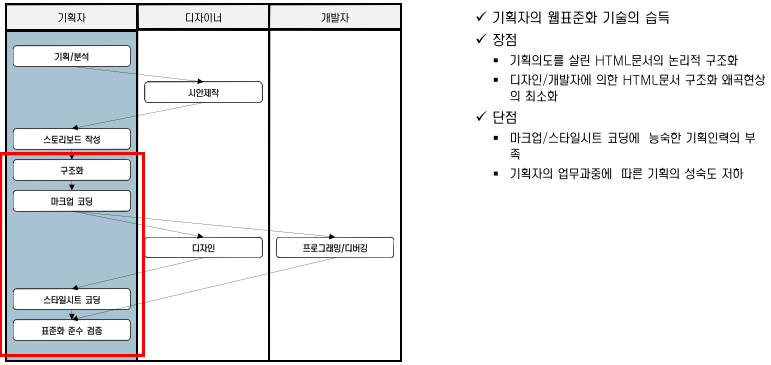 기획자 디자이너 개발자
기획/분석
시안제작
스토리보드 작성
구조화
마크업 코딩
디자인 프로그래밍/디버깅
스타일시트 코딩
표준화 준수 검증
✓ 기획자의 웹표준화 기술의 습득
✓ 장점
▪ 기획의도를 살린 HTML문서의 논리적 구조화
▪ 디자인/개발자에 의한 HTML문서 구조화 왜곡현상
의 최소화
✓ 단점
▪ 마크업/스타일시트 코딩에 능숙한 기획인력의 부
족
▪ 기획자의 업무과중에 따른 기획의 성숙도 저하